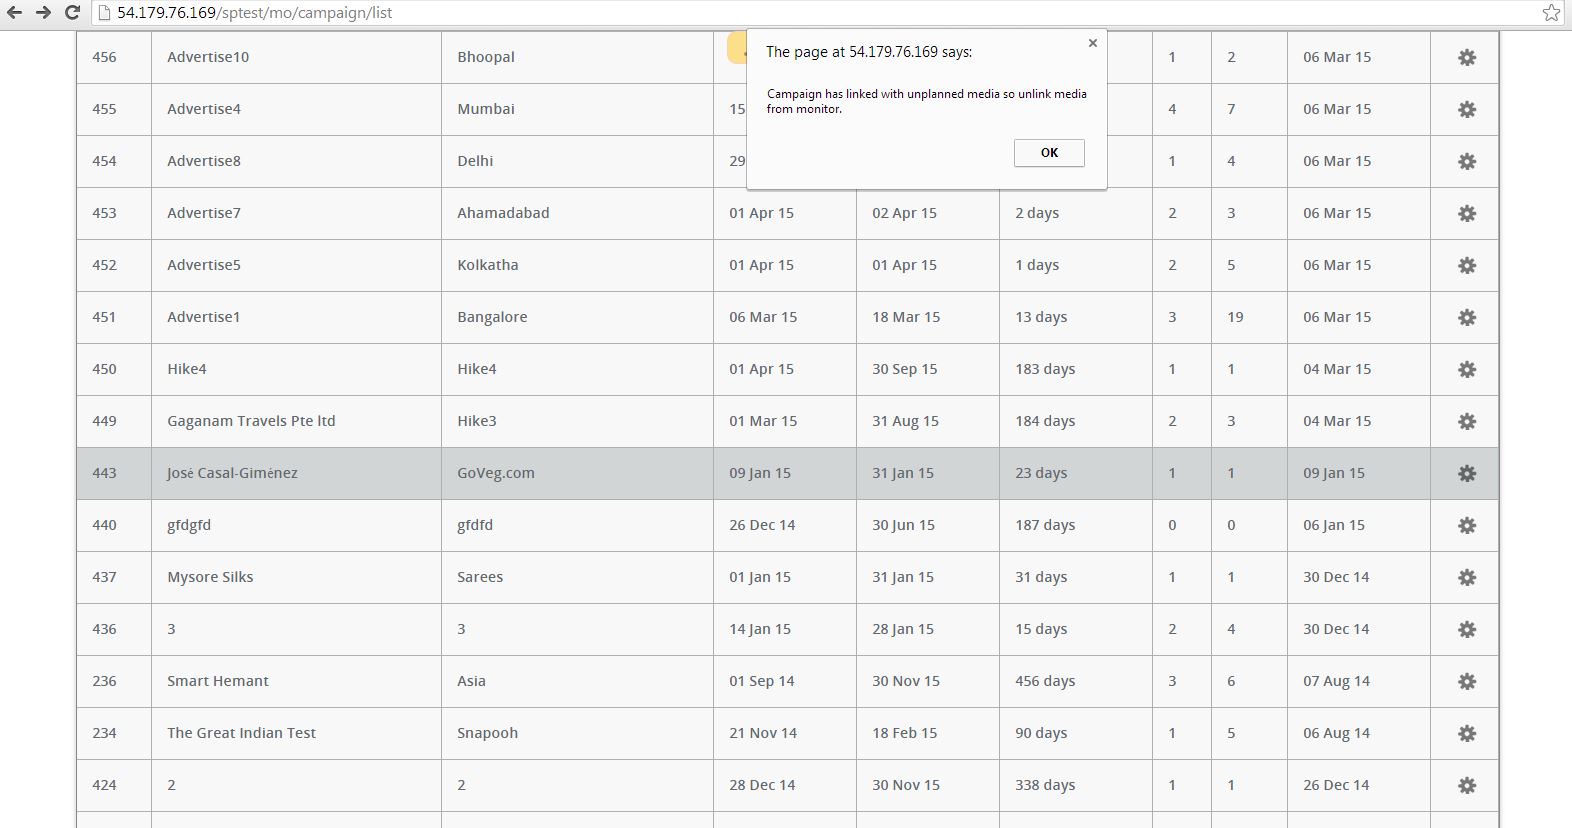 54.179.76.169/sptest/mo/campaign/list
The page at 54.179.76.169 says:
Campaign has linked with unplanned media so unlink media
from monitor.
OK
456 Advertise10 Bhoopal 1 2 06 Mar 15
455 Advertise4 Mumbai 15 4 7 06 Mar 15
454 Advertise8 Delhi 29 1 4 06 Mar 15
453 Advertise7 Ahamadabad 01 Apr 15 02 Apr 15 2 days 2 3 06 Mar 15
452 Advertise5 Kolkatha 01 Apr 15 01 Apr 15 1 days 2 5 06 Mar 15
451 Advertise1 Bangalore 06 Mar 15 18 Mar 15 13 days 3 19 06 Mar 15
450 Hike4 Hike4 01 Apr 15 30 Sep 15 183 days 1 1 04 Mar 15
449 Gaganam Travels Pte ltd Hike3 01 Mar 15 31 Aug 15 184 days 2 3 04 Mar 15
443 José Casal-Giménez GoVeg.com 09 Jan 15 31 Jan 15 23 days 1 1 09 Jan 15
440 gfdgfd gfdfd 26 Dec 14 30 Jun 15 187 days 0 0 06 Jan 15
437 Mysore Silks Sarees 01 Jan 15 31 Jan 15 31 days 1 1 30 Dec 14
436 3 3 14 Jan 15 28 Jan 15 15 days 2 4 30 Dec 14
236 Smart Hemant Asia 01 Sep 14 30 Nov 15 456 days 3 6 07 Aug 14
234 The Great Indian Test Snapooh 21 Nov 14 18 Feb 15 90 days 1 5 06 Aug 14
424 2 2 28 Dec 14 30 Nov 15 338 days 1 1 26 Dec 14